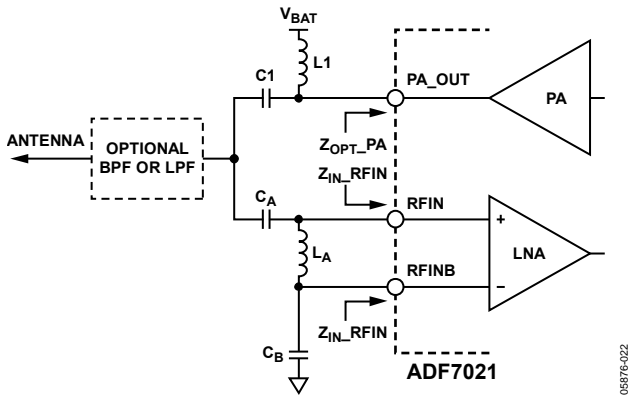 VBAT
L1
C1
PA_OUT
PA
ZOPT_PA
ANTENNA
OPTIONAL
BPF OR LPF
ZIN_RFIN
CA
RFIN
+
LA
LNA
RFINB
−
ZIN_RFIN
CB
ADF7021
05876-022